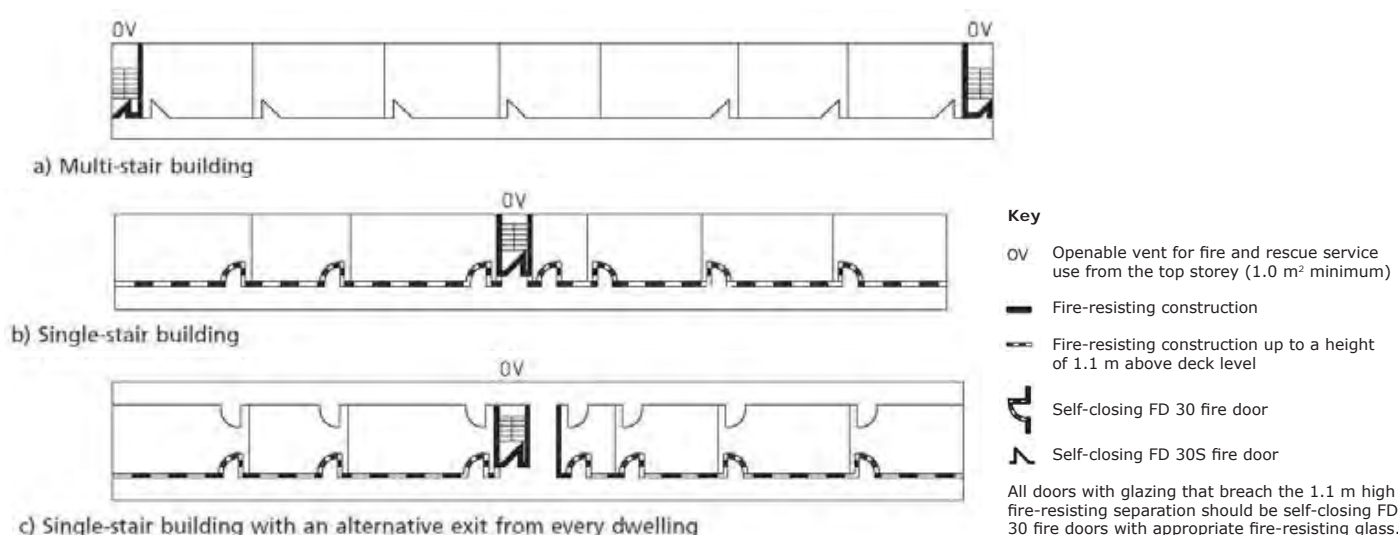 OV
OV
a) Multi-stair building
OV
b) Single-stair building
OV
c) Single-stair building with an alternative exit from every dwelling
Key
OV Openable vent for fire and rescue service
use from the top storey (1.0 m² minimum)
Fire-resisting construction
Fire-resisting construction up to a height
of 1.1 m above deck level
Self-closing FD 30 fire door
Self-closing FD 30S fire door
All doors with glazing that breach the 1.1 m high
fire-resisting separation should be self-closing FD
30 fire doors with appropriate fire-resisting glass.